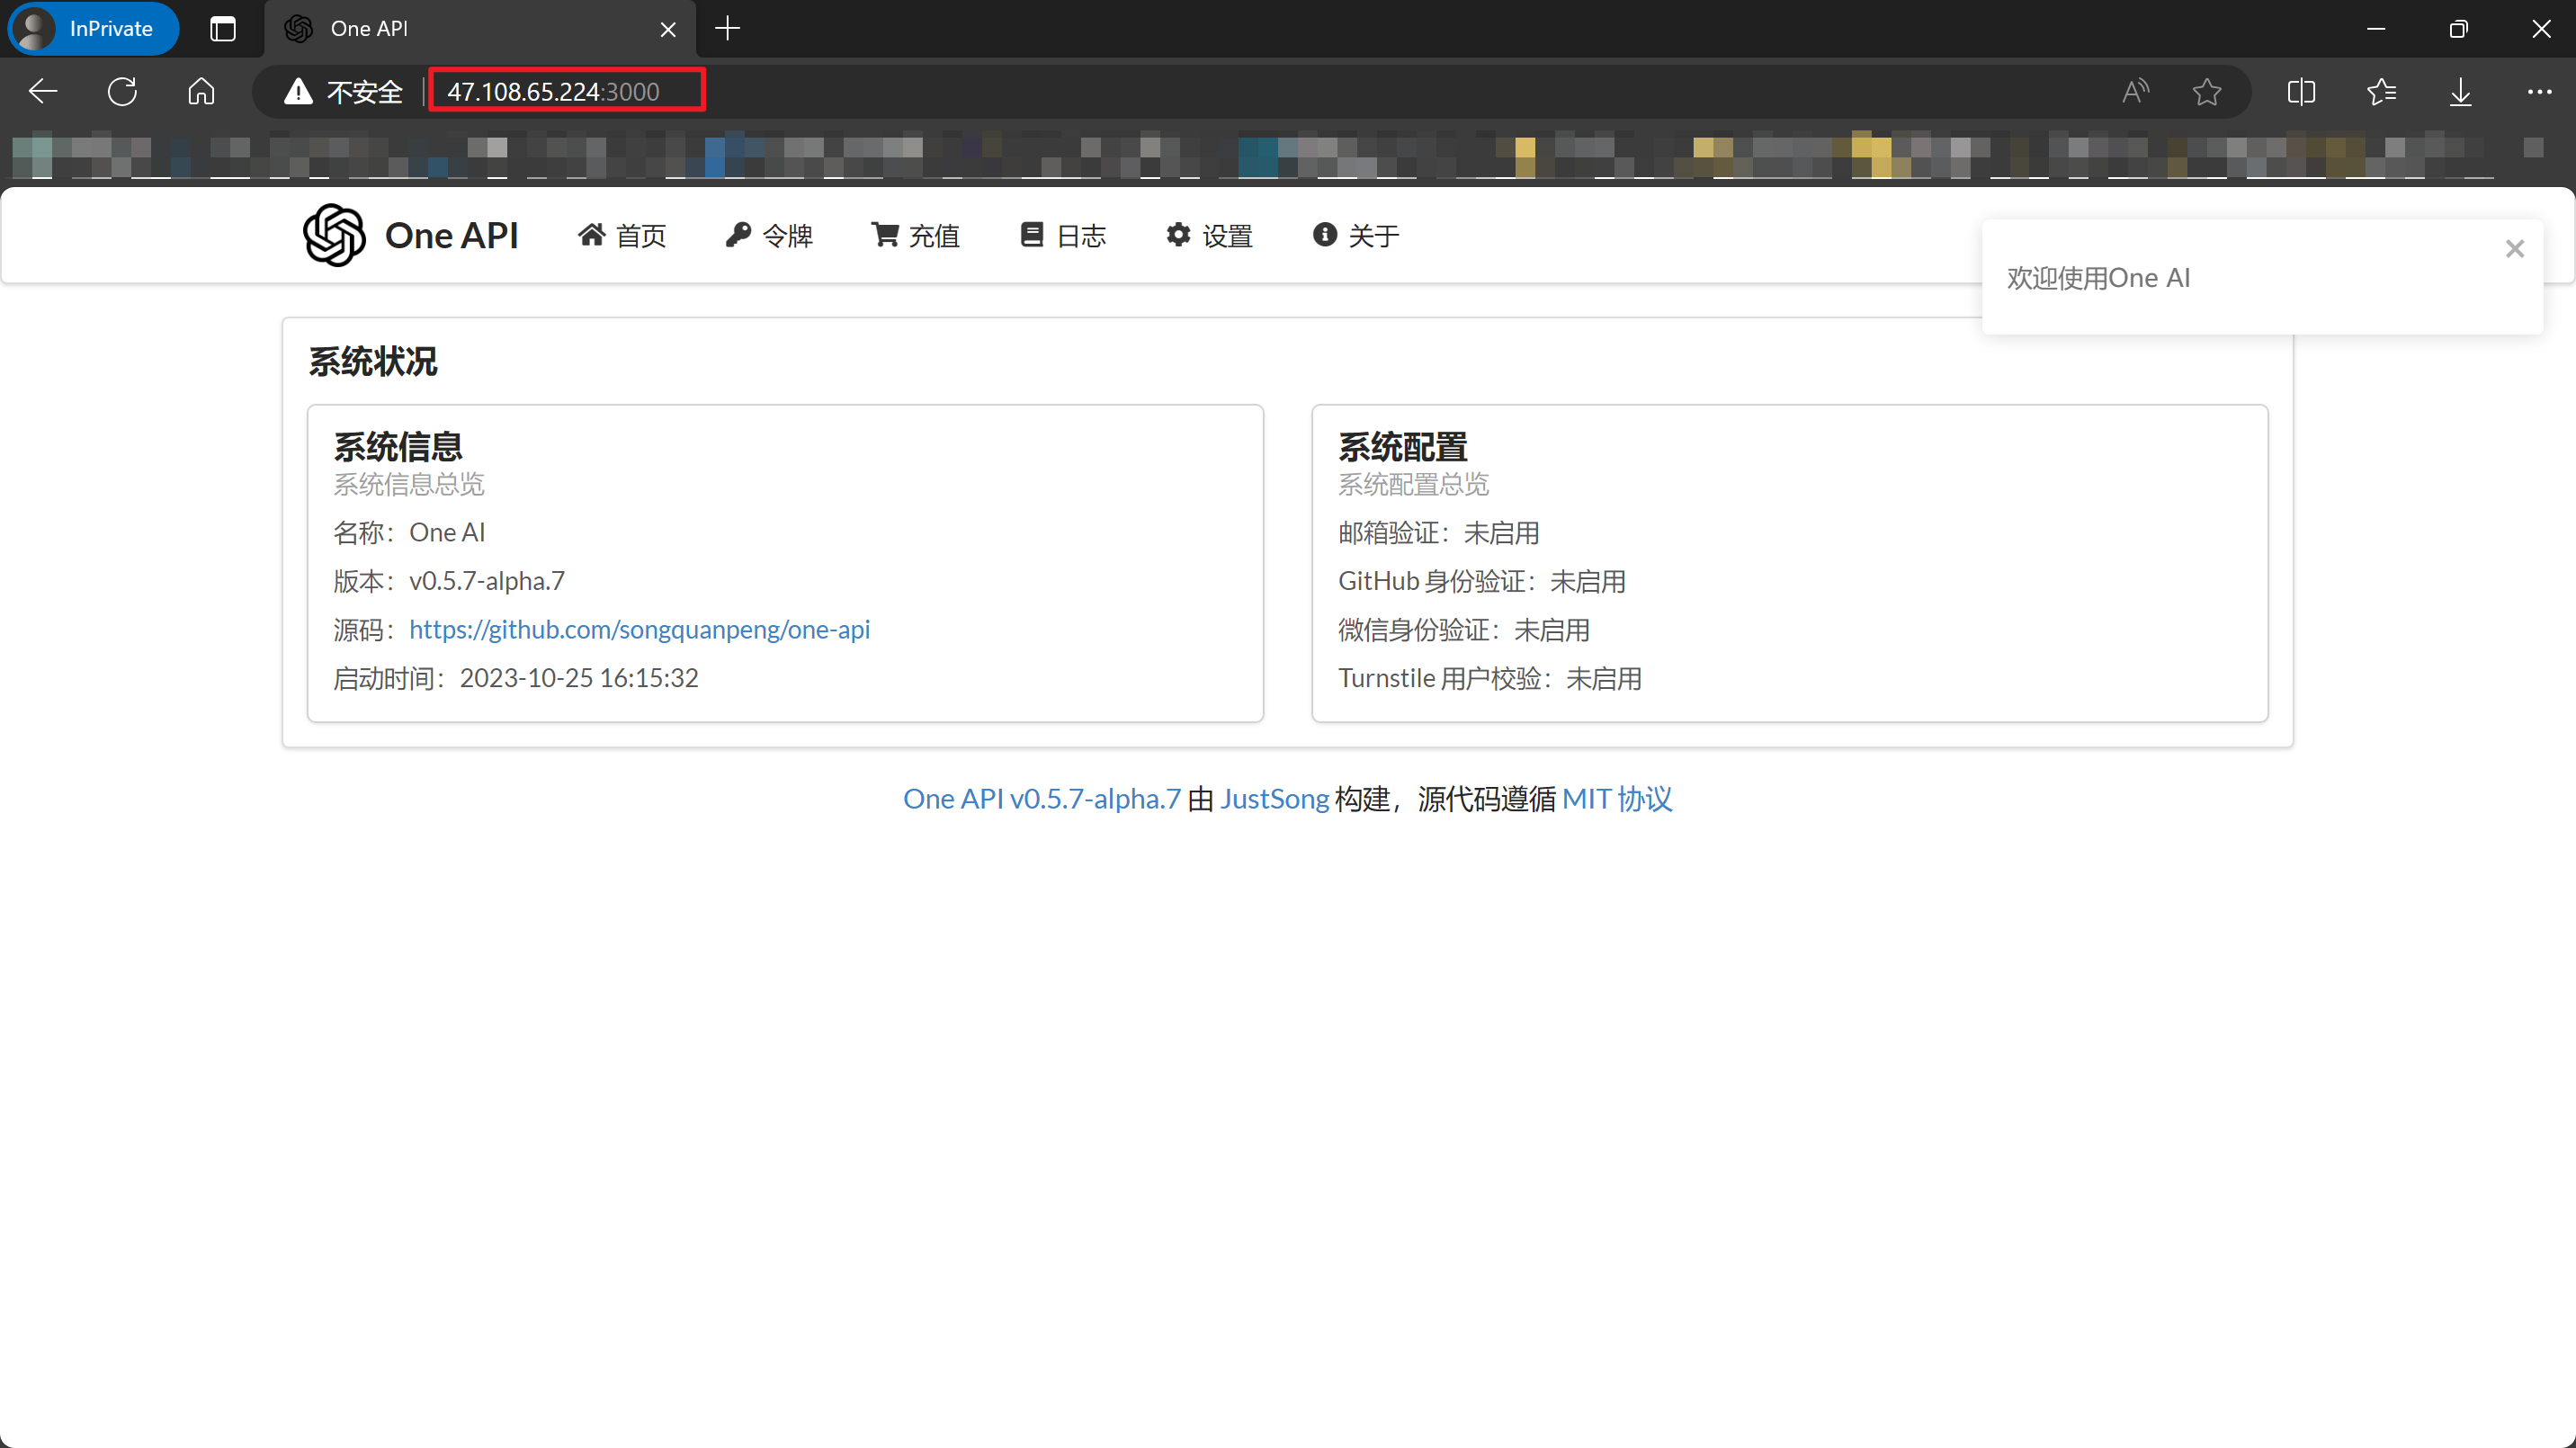 InPrivate
One API
不安全
47.108.65.224:3000
One API
首页
令牌
充值
日志
设置
关于
欢迎使用One AI
系统状况
系统信息
系统信息总览
名称：One AI
版本：v0.5.7-alpha.7
源码：https://github.com/songquanpeng/one-api
启动时间：2023-10-25 16:15:32
系统配置
系统配置总览
邮箱验证：未启用
GitHub 身份验证：未启用
微信身份验证：未启用
Turnstile 用户校验：未启用
One API v0.5.7-alpha.7 由 JustSong 构建，源代码遵循 MIT 协议